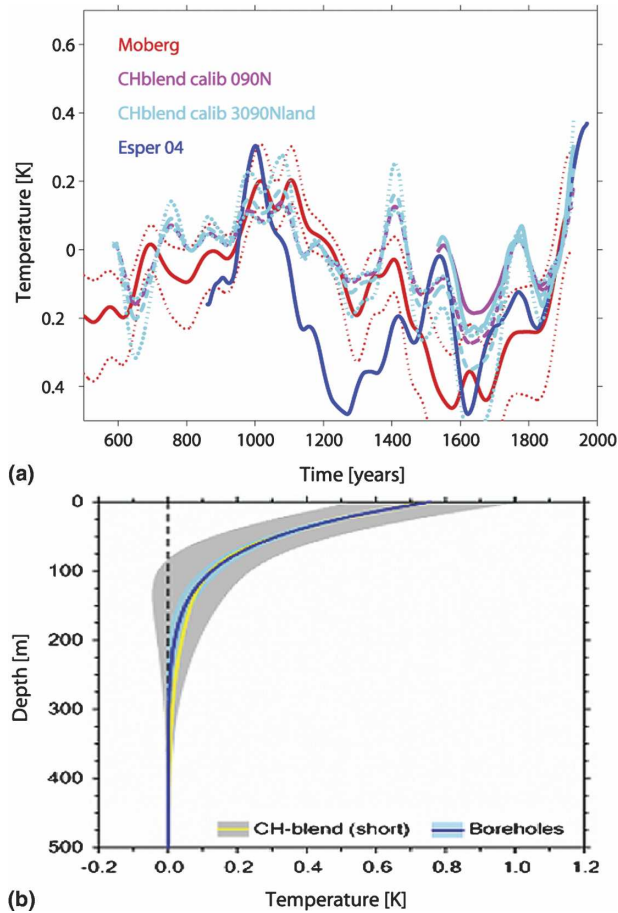 0.6
0.4
0.2
0
0.2
0.4
Temperature [K]
Moberg
CHblend calib 090N
CHblend calib 3090Nland
Esper 04
600 800 1000 1200 1400 1600 1800 2000
Time [years]
(a)
0
100
200
300
400
500
Depth [m]
CH-blend (short) Boreholes
-0.2 0.0 0.2 0.4 0.6 0.8 1.0 1.2
Temperature [K]
(b)